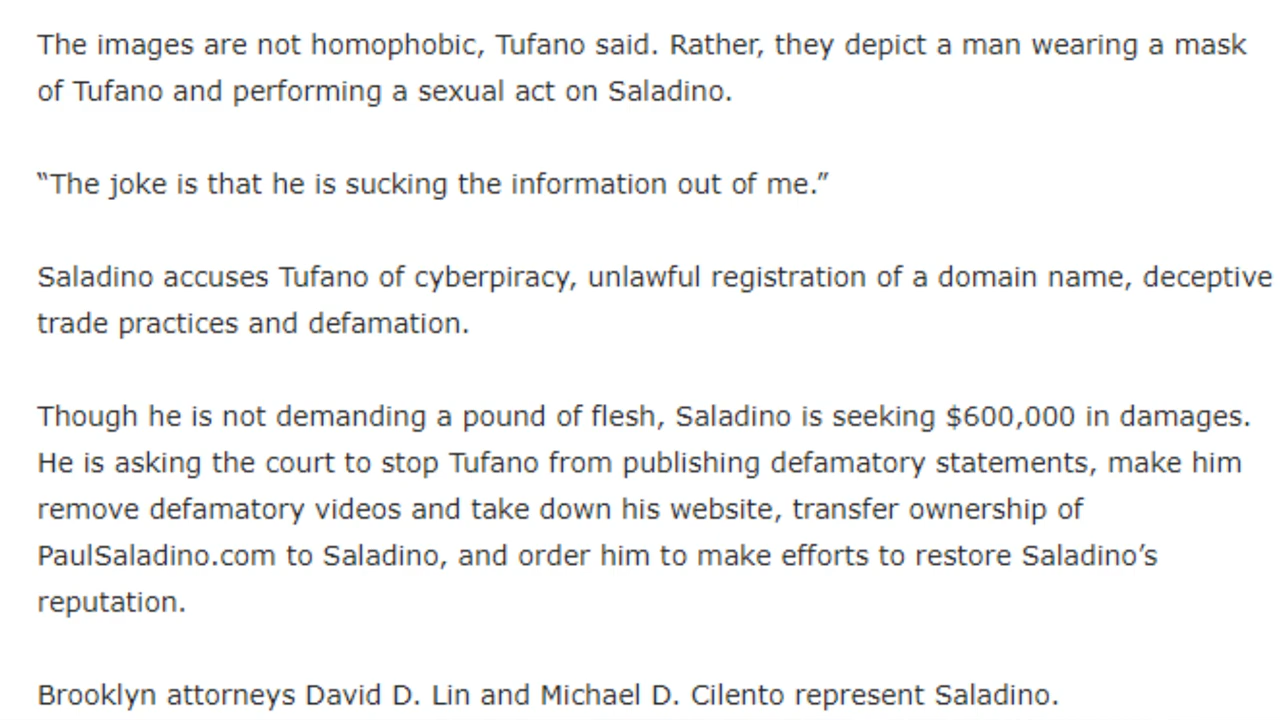 The images are not homophobic, Tufano said. Rather, they depict a man wearing a mask
of Tufano and performing a sexual act on Saladino.
“The joke is that he is sucking the information out of me.”
Saladino accuses Tufano of cyberpiracy, unlawful registration of a domain name, deceptive
trade practices and defamation.
Though he is not demanding a pound of flesh, Saladino is seeking $600,000 in damages.
He is asking the court to stop Tufano from publishing defamatory statements, make him
remove defamatory videos and take down his website, transfer ownership of
PaulSaladino.com to Saladino, and order him to make efforts to restore Saladino’s
reputation.
Brooklyn attorneys David D. Lin and Michael D. Cilento represent Saladino.